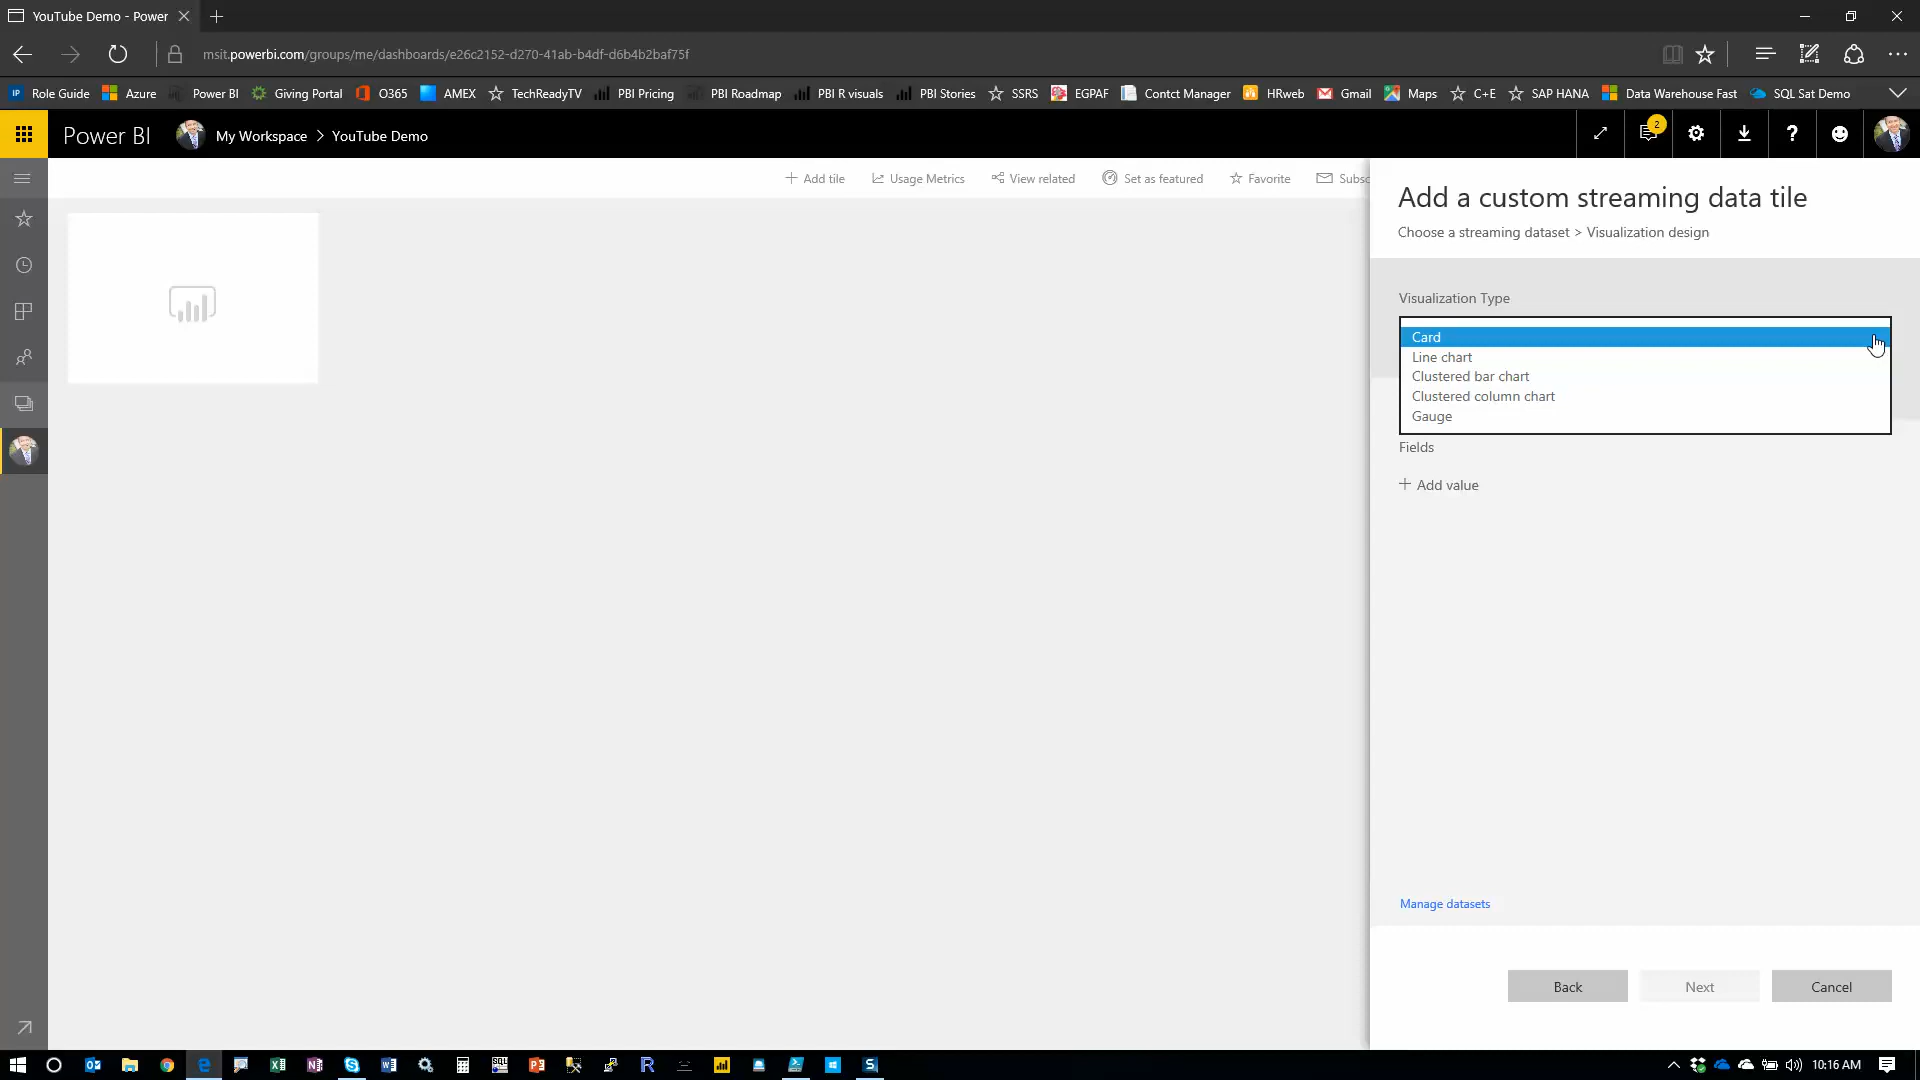 YouTube Demo - Power
msit.powerbi.com/groups/me/dashboards/e26c2152-d270-41ab-b4df-d6b4b2baf75f
IP Role Guide Azure Power BI Giving Portal O365 AMEX TechReadyTV PBI Pricing PBI Roadmap PBI R visuals PBI Stories SSRS EGPAF Contct Manager HRweb Gmail Maps C+E SAP HANA Data Warehouse Fast SQL Sat Demo
Power BI My Workspace > YouTube Demo 2 ?
+ Add tile Usage Metrics View related Set as featured Favorite Subsc
Add a custom streaming data tile
Choose a streaming dataset > Visualization design
Visualization Type
Card
Line chart
Clustered bar chart
Clustered column chart
Gauge
Fields
+ Add value
Manage datasets
Back Next Cancel
10:16 AM